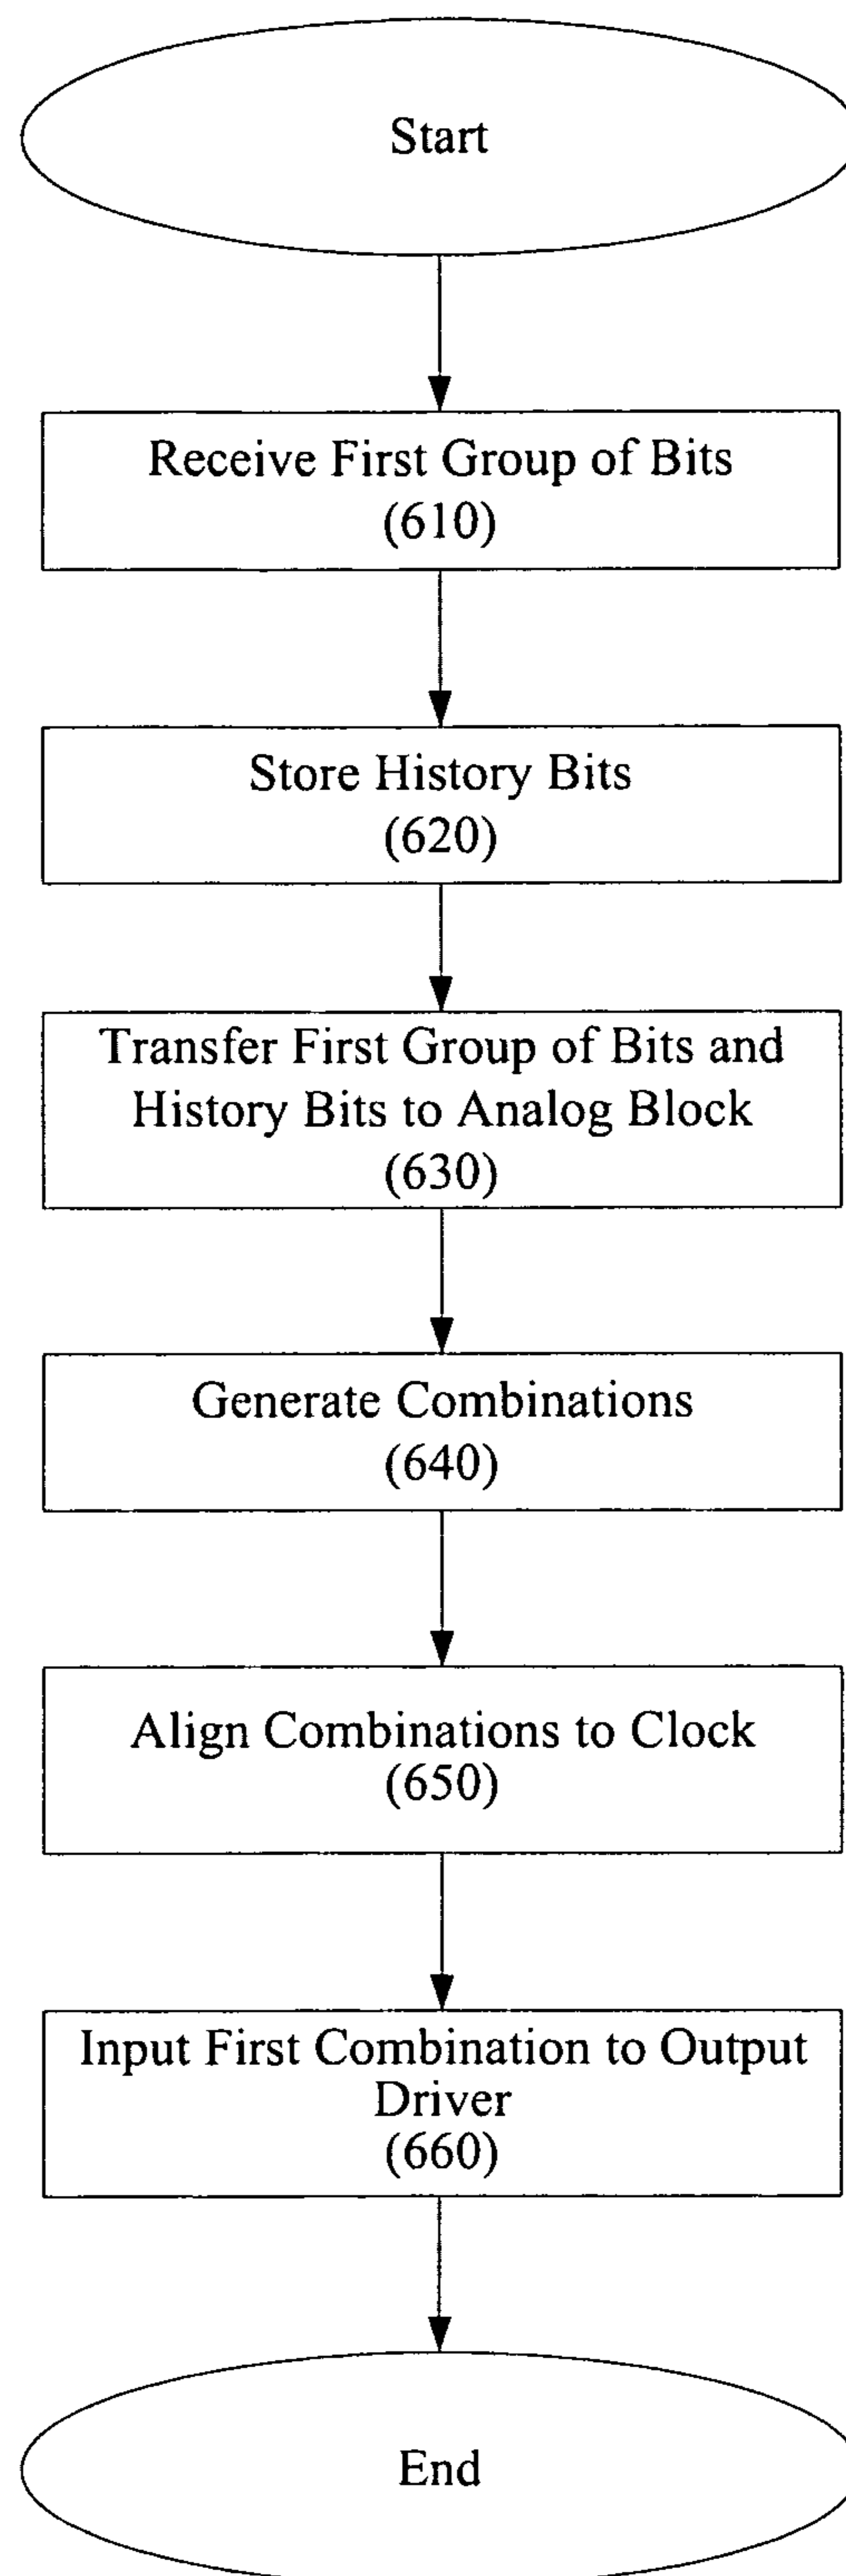 Start
Receive First Group of Bits
(610)
Store History Bits
(620)
Transfer First Group of Bits and
History Bits to Analog Block
(630)
Generate Combinations
(640)
Align Combinations to Clock
(650)
Input First Combination to Output
Driver
(660)
End